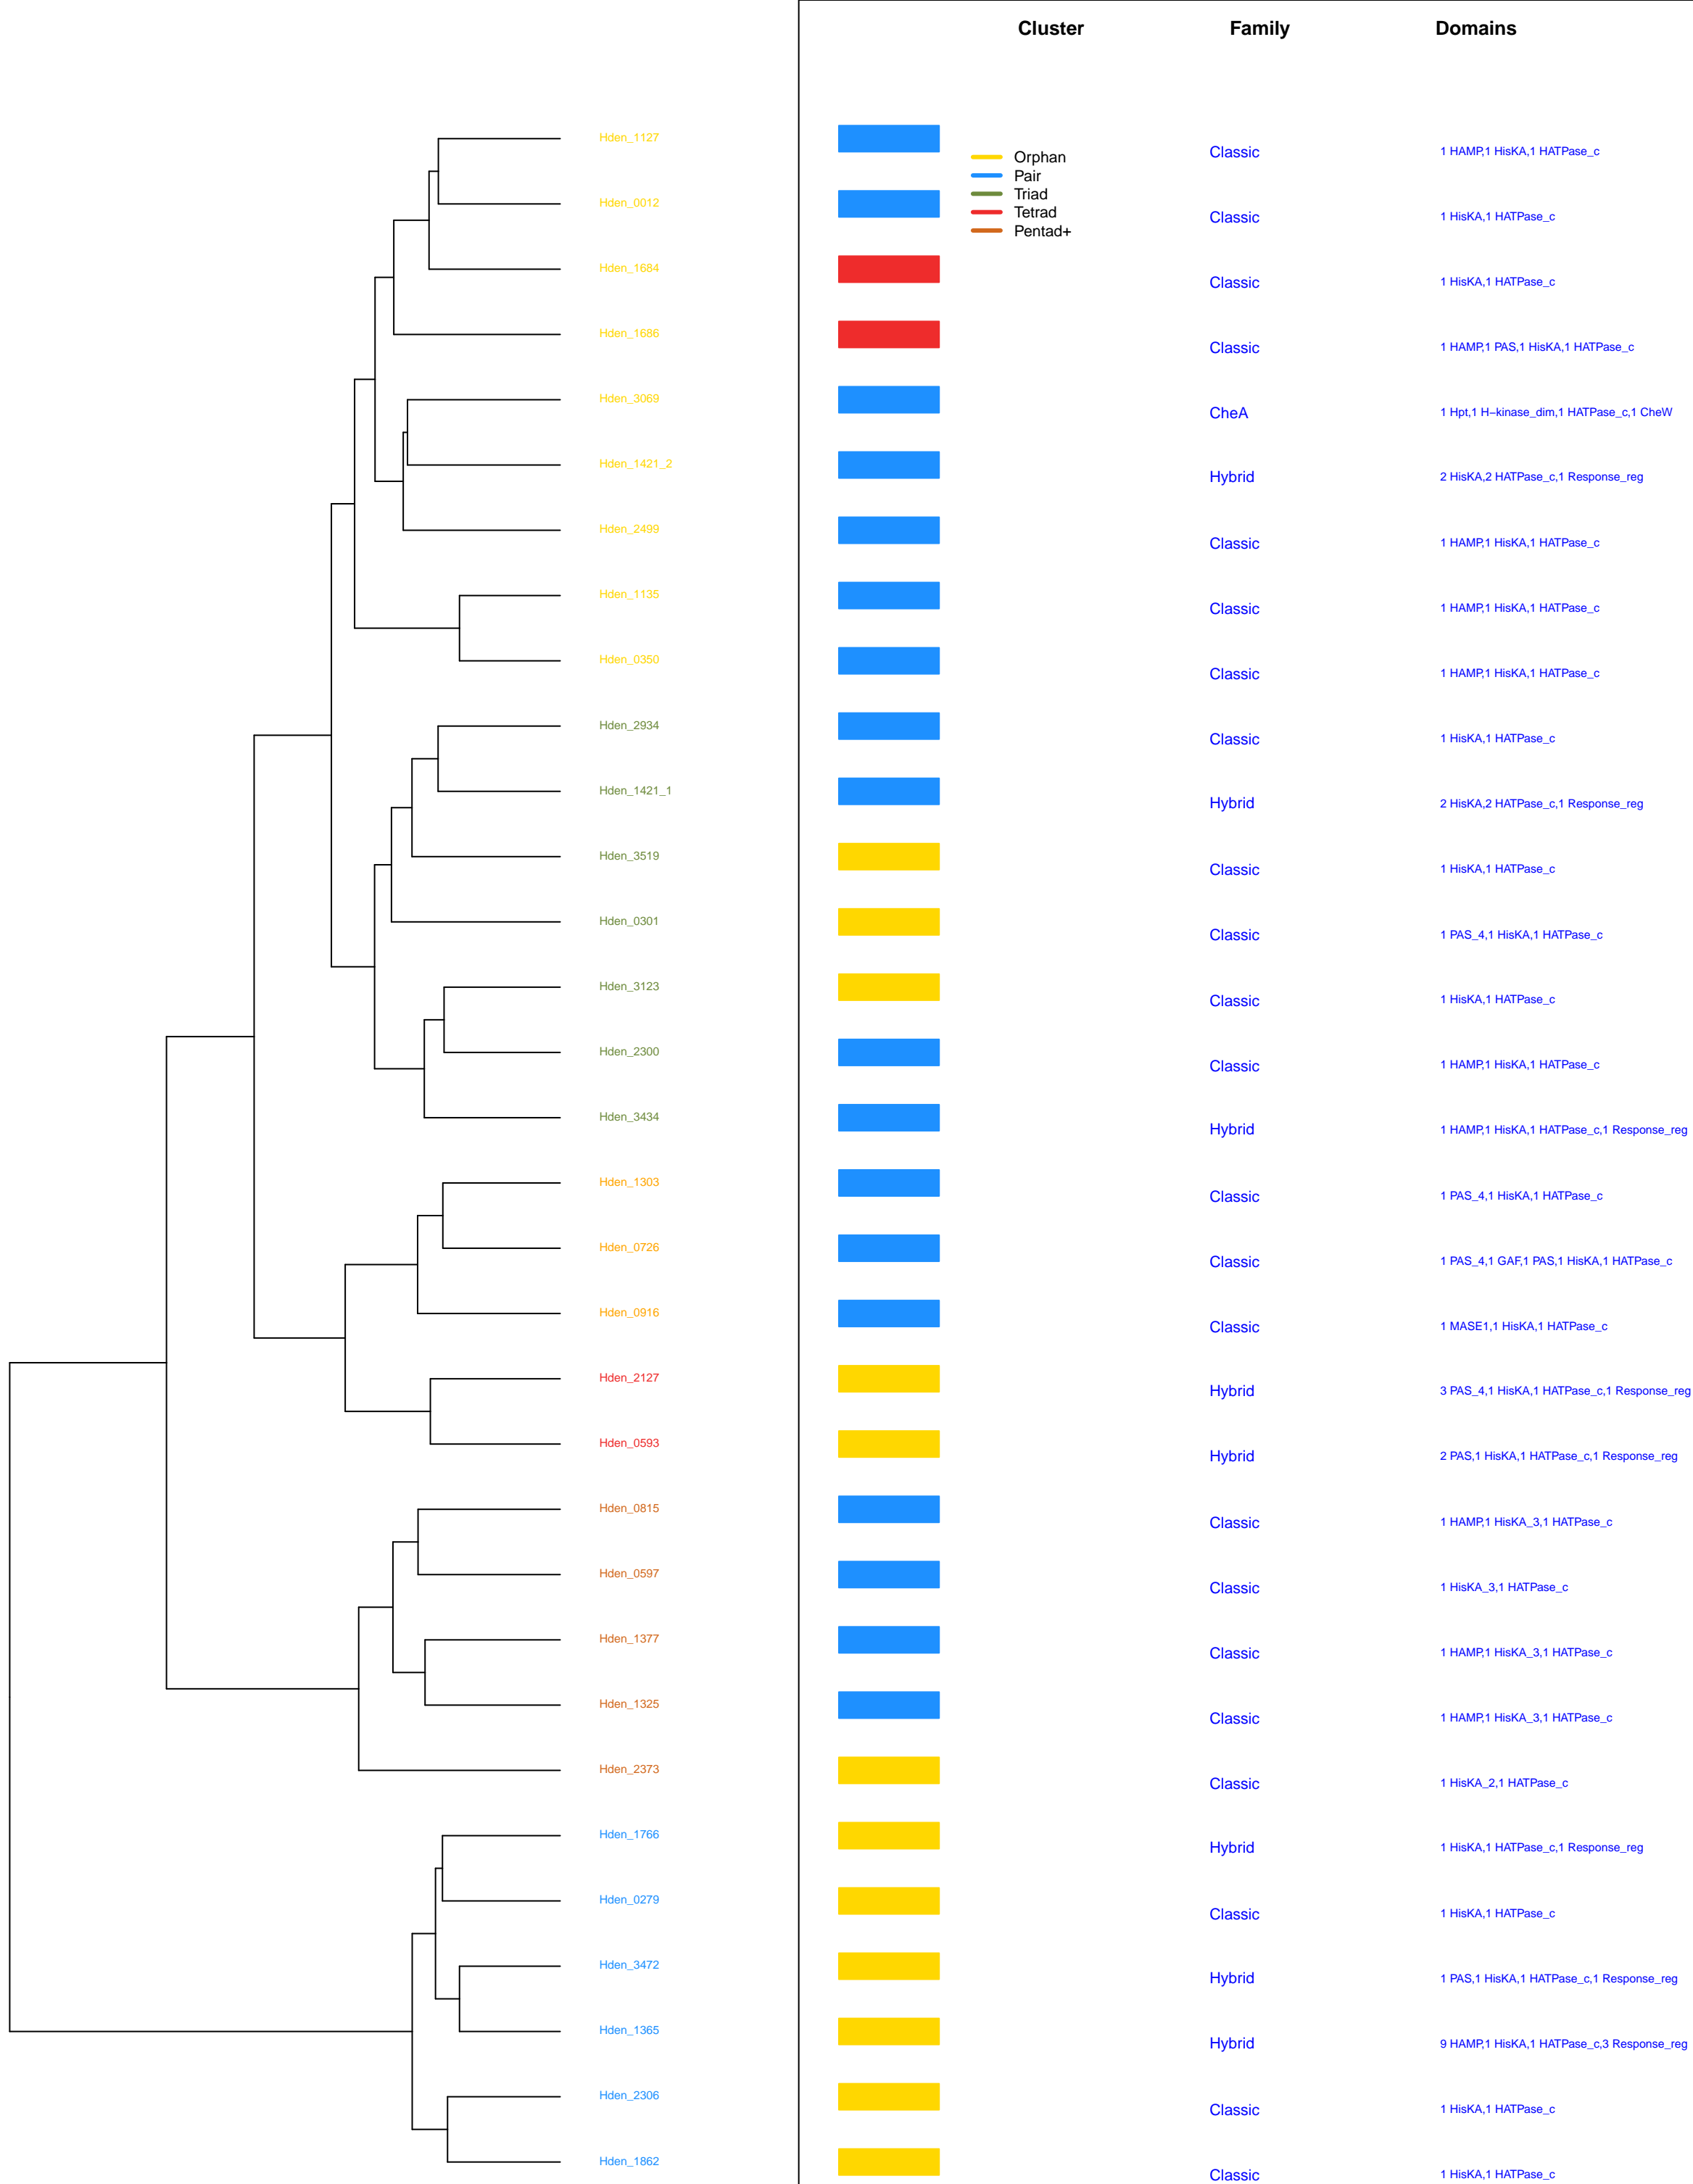 Cluster Family Domains
Hden_1127 Classic 1 HAMP,1 HisKA,1 HATPase_c
Orphan
Pair
Triad
Tetrad
Pentad+
Hden_0012 Classic 1 HisKA,1 HATPase_c
Hden_1684 Classic 1 HisKA,1 HATPase_c
Hden_1686 Classic 1 HAMP,1 PAS,1 HisKA,1 HATPase_c
Hden_3069 CheA 1 Hpt,1 H−kinase_dim,1 HATPase_c,1 CheW
Hden_1421_2 Hybrid 2 HisKA,2 HATPase_c,1 Response_reg
Hden_2499 Classic 1 HAMP,1 HisKA,1 HATPase_c
Hden_1135 Classic 1 HAMP,1 HisKA,1 HATPase_c
Hden_0350 Classic 1 HAMP,1 HisKA,1 HATPase_c
Hden_2934 Classic 1 HisKA,1 HATPase_c
Hden_1421_1 Hybrid 2 HisKA,2 HATPase_c,1 Response_reg
Hden_3519 Classic 1 HisKA,1 HATPase_c
Hden_0301 Classic 1 PAS_4,1 HisKA,1 HATPase_c
Hden_3123 Classic 1 HisKA,1 HATPase_c
Hden_2300 Classic 1 HAMP,1 HisKA,1 HATPase_c
Hden_3434 Hybrid 1 HAMP,1 HisKA,1 HATPase_c,1 Response_reg
Hden_1303 Classic 1 PAS_4,1 HisKA,1 HATPase_c
Hden_0726 Classic 1 PAS_4,1 GAF,1 PAS,1 HisKA,1 HATPase_c
Hden_0916 Classic 1 MASE1,1 HisKA,1 HATPase_c
Hden_2127 Hybrid 3 PAS_4,1 HisKA,1 HATPase_c,1 Response_reg
Hden_0593 Hybrid 2 PAS,1 HisKA,1 HATPase_c,1 Response_reg
Hden_0815 Classic 1 HAMP,1 HisKA_3,1 HATPase_c
Hden_0597 Classic 1 HisKA_3,1 HATPase_c
Hden_1377 Classic 1 HAMP,1 HisKA_3,1 HATPase_c
Hden_1325 Classic 1 HAMP,1 HisKA_3,1 HATPase_c
Hden_2373 Classic 1 HisKA_2,1 HATPase_c
Hden_1766 Hybrid 1 HisKA,1 HATPase_c,1 Response_reg
Hden_0279 Classic 1 HisKA,1 HATPase_c
Hden_3472 Hybrid 1 PAS,1 HisKA,1 HATPase_c,1 Response_reg
Hden_1365 Hybrid 9 HAMP,1 HisKA,1 HATPase_c,3 Response_reg
Hden_2306 Classic 1 HisKA,1 HATPase_c
Hden_1862 Classic 1 HisKA,1 HATPase_c